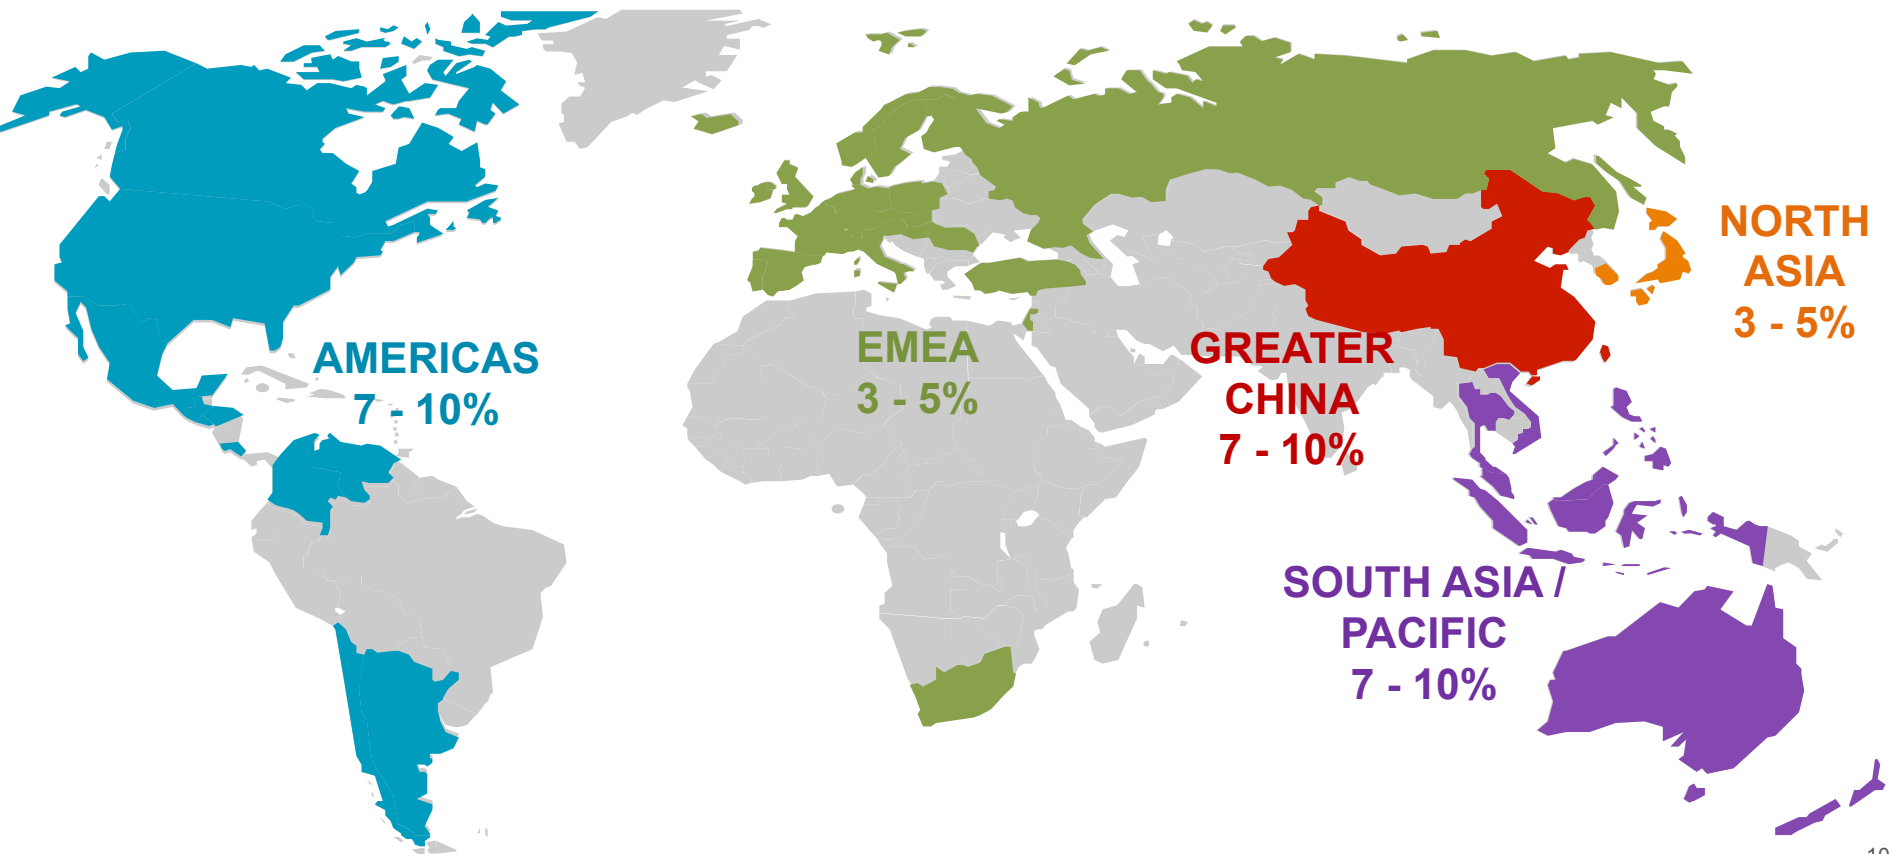 NORTH
ASIA
3 - 5%
AMERICAS
7 - 10%
EMEA
3 - 5%
GREATER
CHINA
7 - 10%
SOUTH ASIA /
PACIFIC
7 - 10%
10